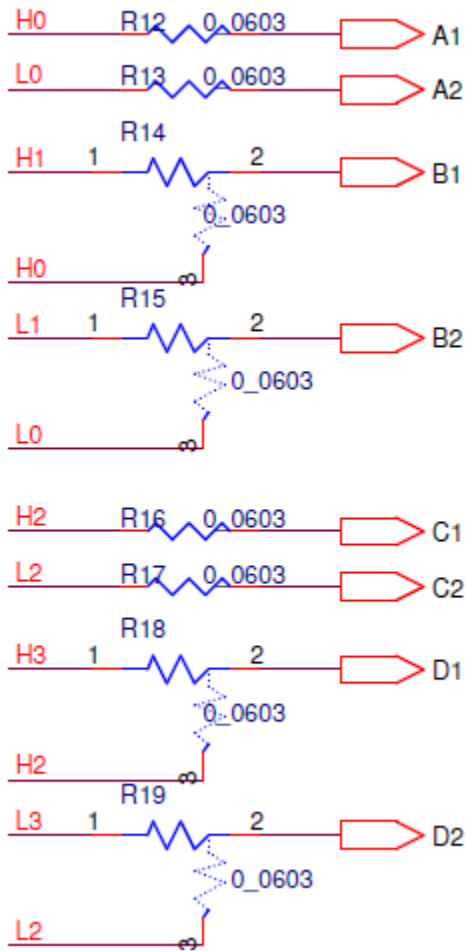 H0 R12 0_0603 A1
L0 R13 0_0603 A2
R14
H1 1 2 B1
0_0603
H0 3
R15
L1 1 2 B2
0_0603
L0 3
H2 R16 0_0603 C1
L2 R17 0_0603 C2
R18
H3 1 2 D1
0_0603
H2 3
R19
L3 1 2 D2
0_0603
L2 3